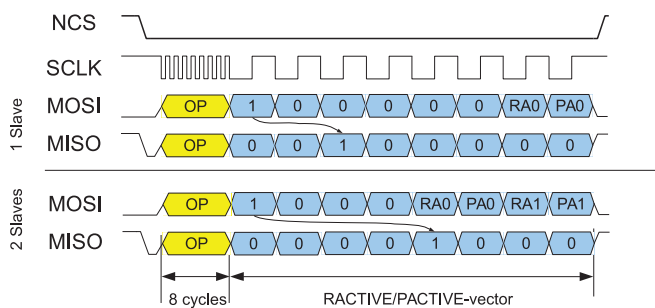 NCS
SCLK
1 Slave
MOSI OP 1 0 0 0 0 0 RA0 PA0
MISO OP 0 0 1 0 0 0 0 0
2 Slaves
MOSI OP 1 0 0 0 RA0 PA0 RA1 PA1
MISO OP 0 0 0 0 1 0 0 0
8 cycles RACTIVE/PACTIVE-vector